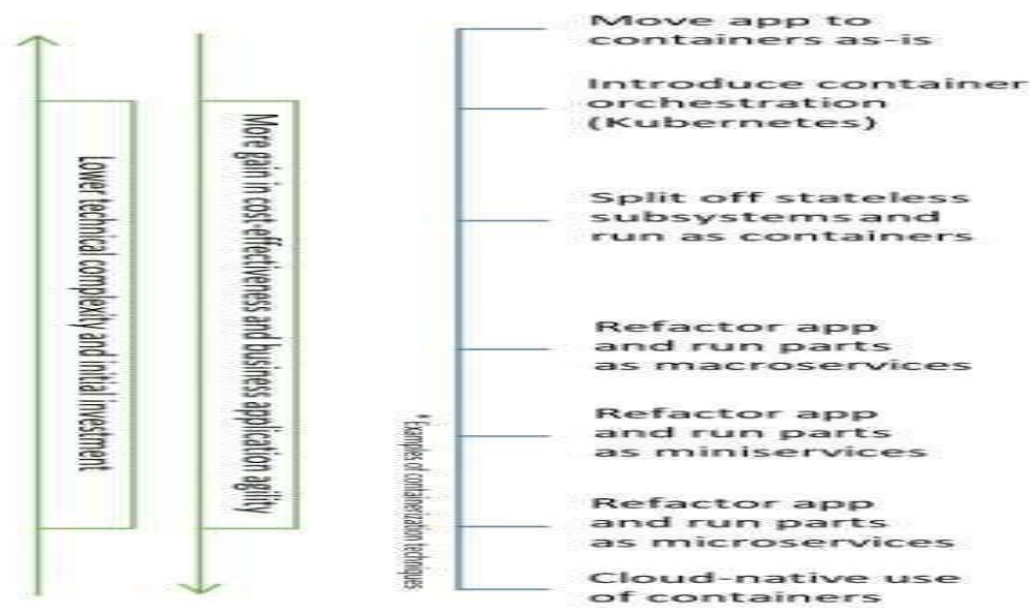 Move app to
containers as-is
Introduce container
orchestration
(Kubernetes)
Split off stateless
subsystems and
run as containers
Refactor app
and run parts
as macroservices
Refactor app
and run parts
as miniservices
Refactor app
and run parts
as microservices
Cloud-native use
of containers
Lower technical complexity and initial investment
More gain in cost effectiveness and business application agility
*Examples of containerization techniques